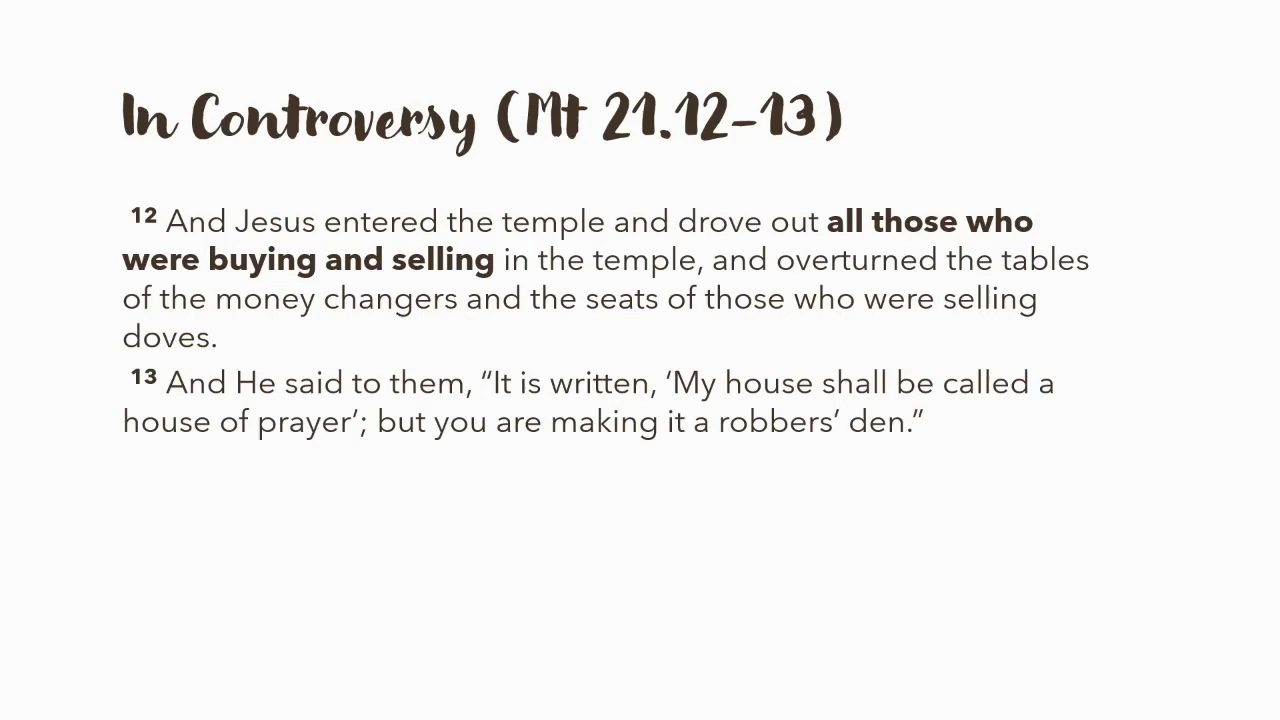 In Controversy (Mt 21.12-13)
12 And Jesus entered the temple and drove out all those who
were buying and selling in the temple, and overturned the tables
of the money changers and the seats of those who were selling
doves.
13 And He said to them, “It is written, ‘My house shall be called a
house of prayer’; but you are making it a robbers’ den.”